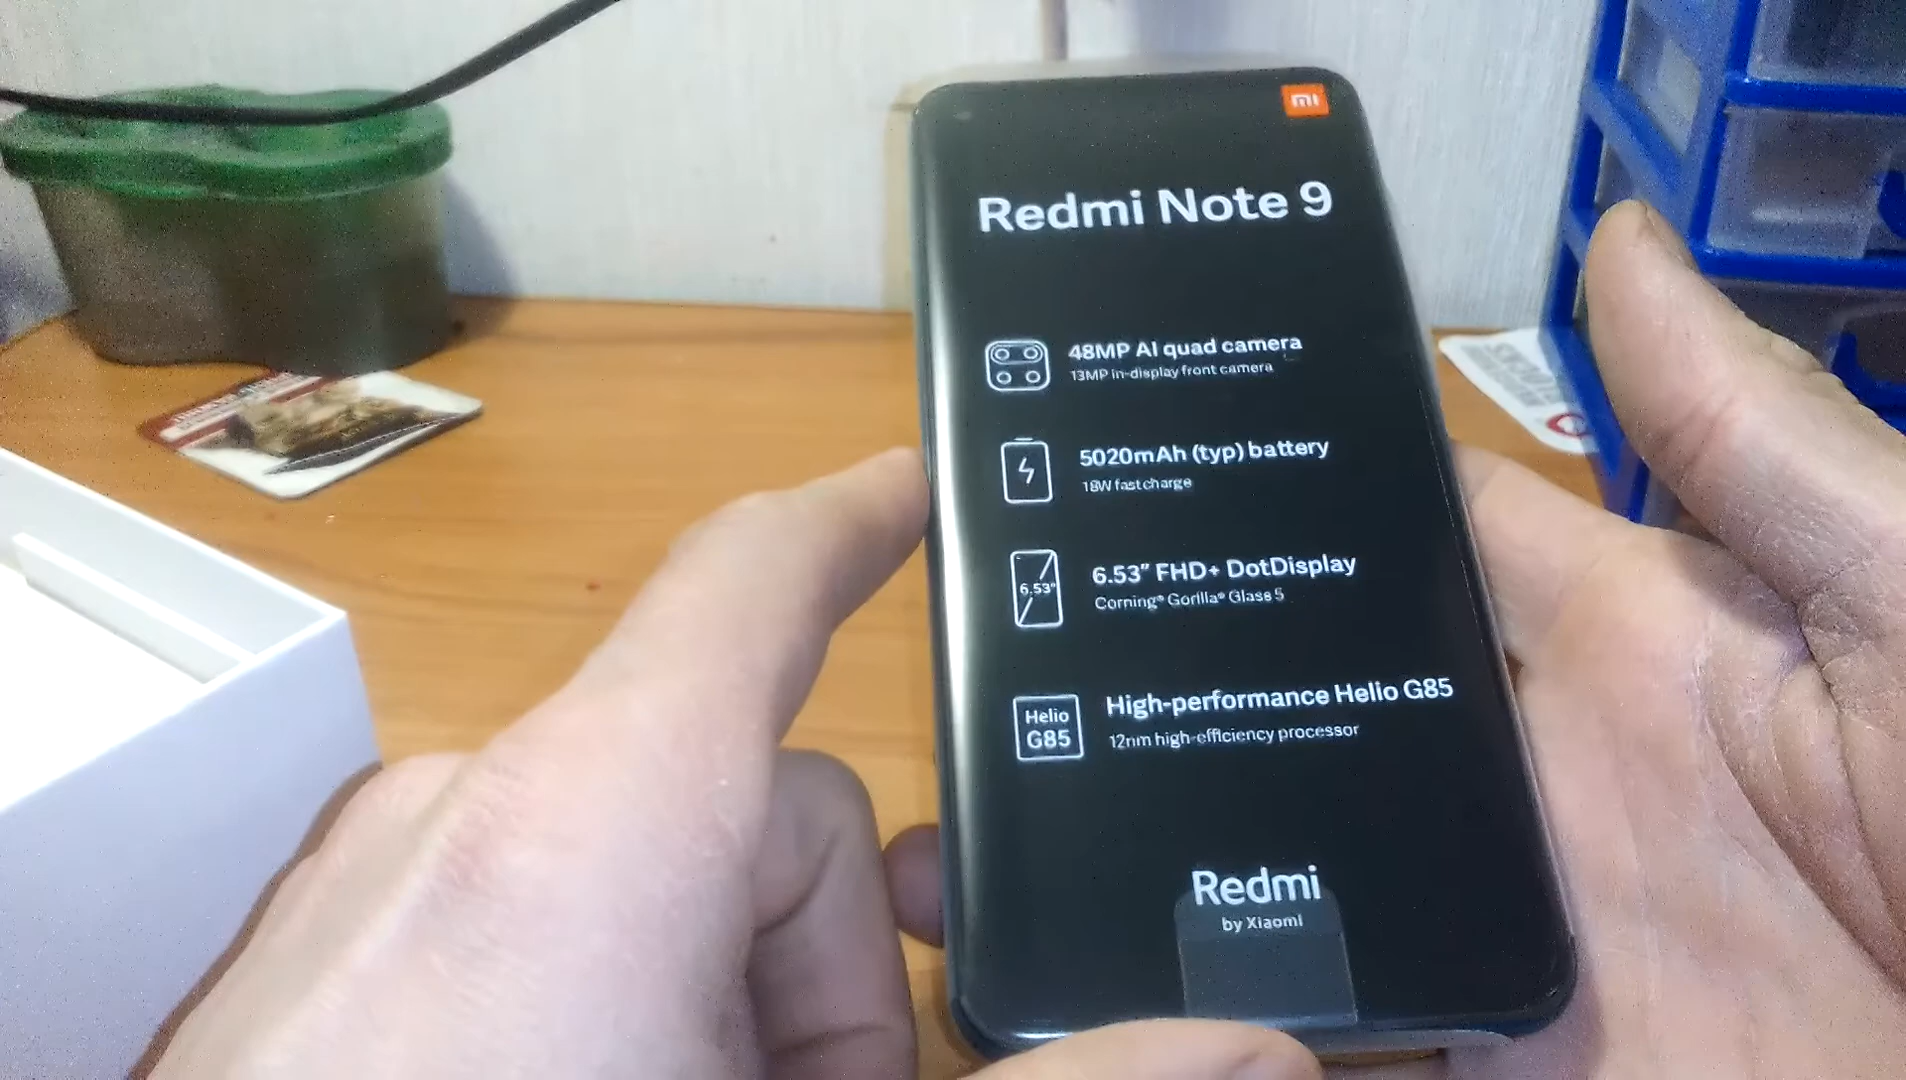 mi
Redmi Note 9
48MP AI quad camera
13MP in-display front camera
5020mAh (typ) battery
18W fast charge
6.53"
6.53" FHD+ DotDisplay
Corning® Gorilla® Glass 5
Helio
G85
High-performance Helio G85
12nm high-efficiency processor
Redmi
by Xiaomi